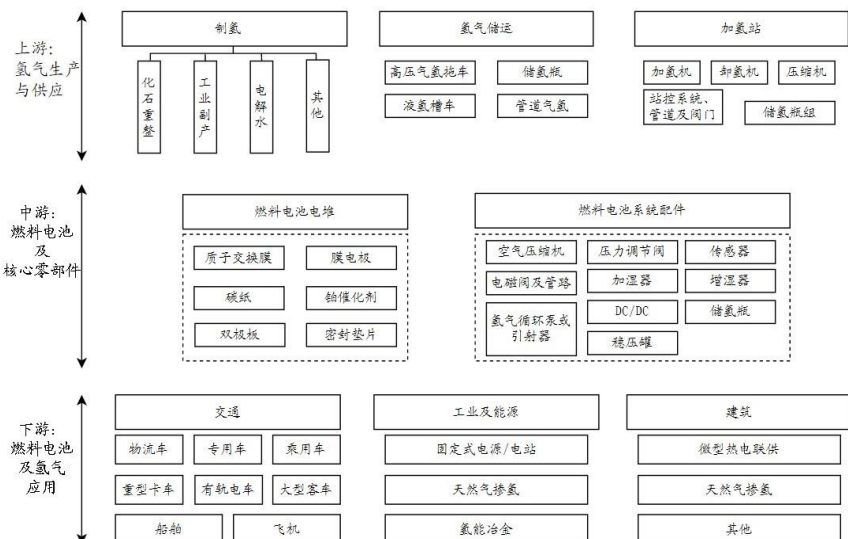 上游：
氢气生产
与供应
制氢
化石重整
工业副产
电解水
其他
氢气储运
高压气氢拖车
储氢瓶
液氢槽车
管道气氢
加氢站
加氢机
卸氢机
压缩机
站控系统、
管道及阀门
储氢瓶组
中游：
燃料电池
及
核心零部件
燃料电池电堆
质子交换膜
膜电极
碳纸
铂催化剂
双极板
密封垫片
燃料电池系统配件
空气压缩机
压力调节阀
传感器
电磁阀及管路
加湿器
增湿器
氢气循环泵或
引射器
DC/DC
储氢瓶
稳压罐
下游：
燃料电池
及氢气
应用
交通
物流车
专用车
乘用车
重型卡车
有轨电车
大型客车
船舶
飞机
工业及能源
固定式电源/电站
天然气掺氢
氢能冶金
建筑
微型热电联供
天然气掺氢
其他